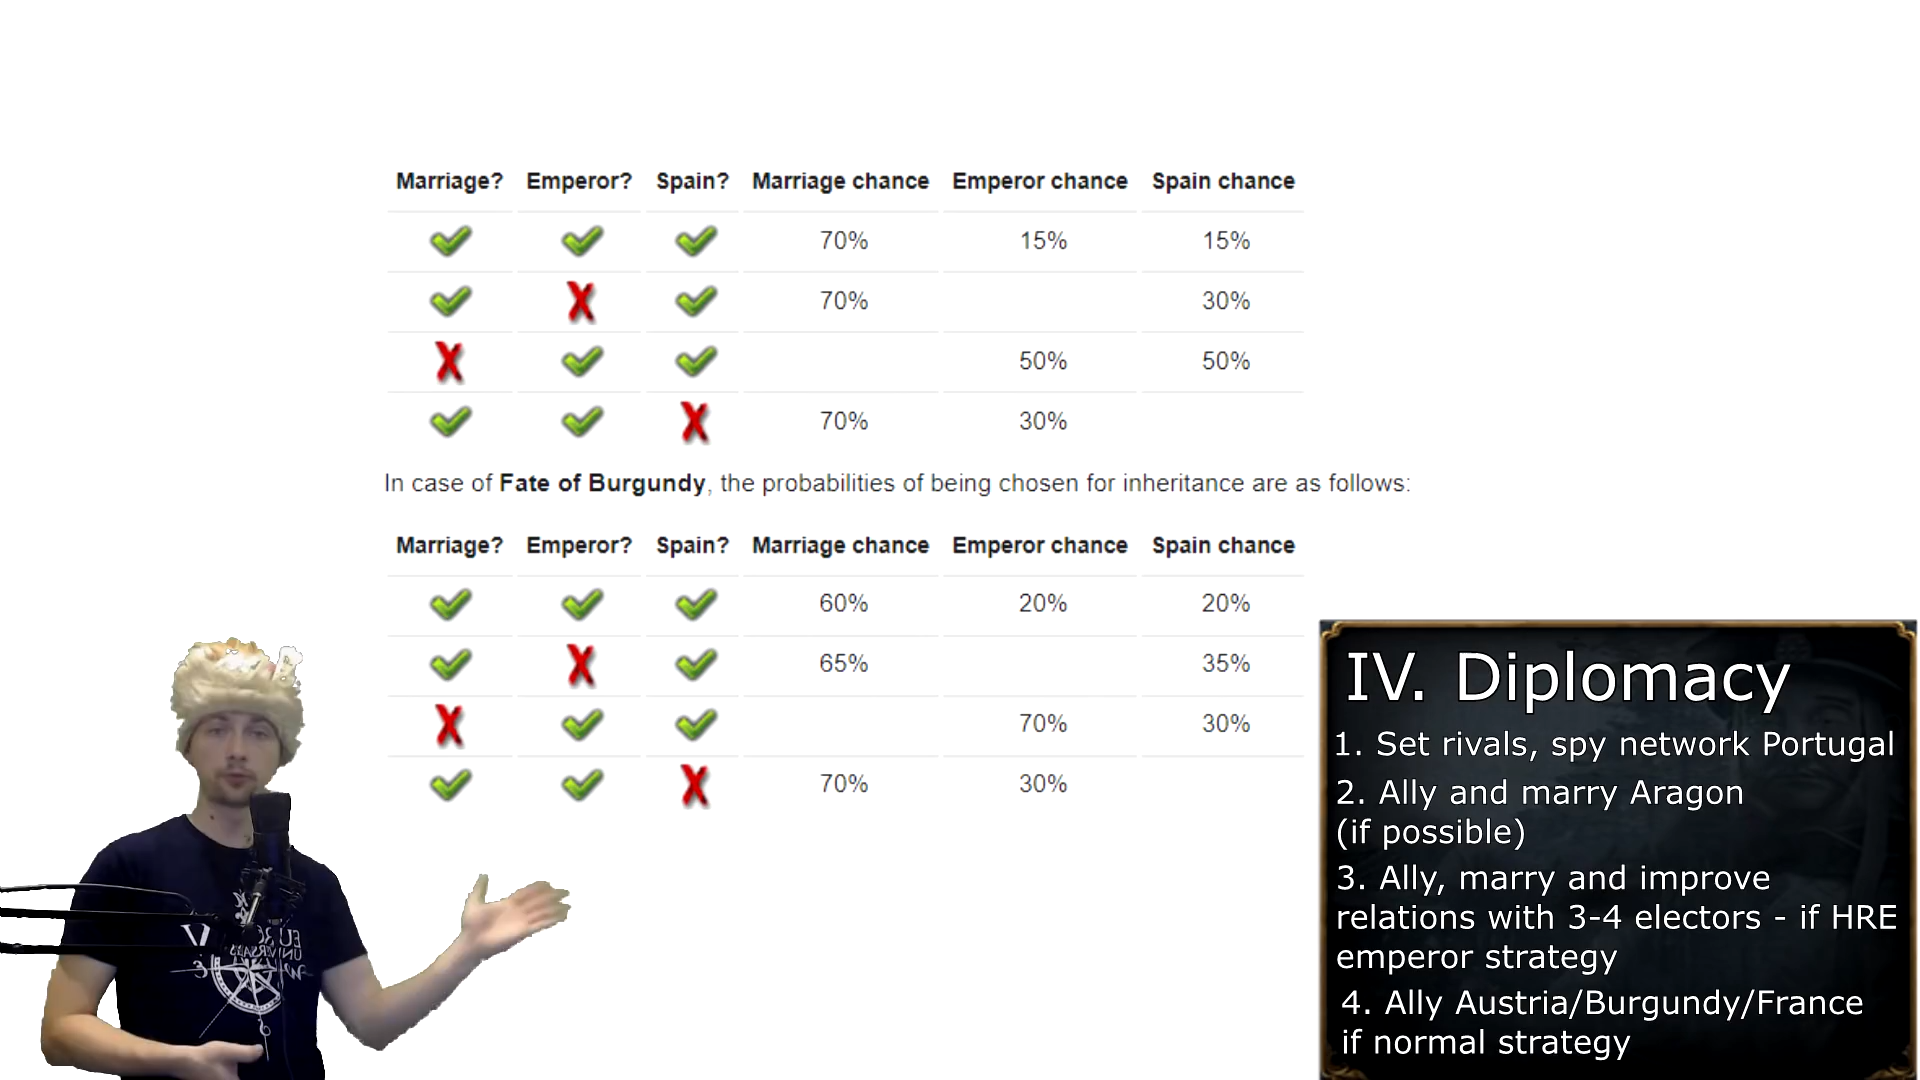 Marriage? Emperor? Spain? Marriage chance Emperor chance Spain chance
70% 15% 15%
70% 30%
50% 50%
70% 30%
In case of Fate of Burgundy, the probabilities of being chosen for inheritance are as follows:
Marriage? Emperor? Spain? Marriage chance Emperor chance Spain chance
60% 20% 20%
65% 35%
70% 30%
70% 30%
IV. Diplomacy
1. Set rivals, spy network Portugal
2. Ally and marry Aragon
(if possible)
3. Ally, marry and improve
relations with 3-4 electors - if HRE
emperor strategy
4. Ally Austria/Burgundy/France
if normal strategy